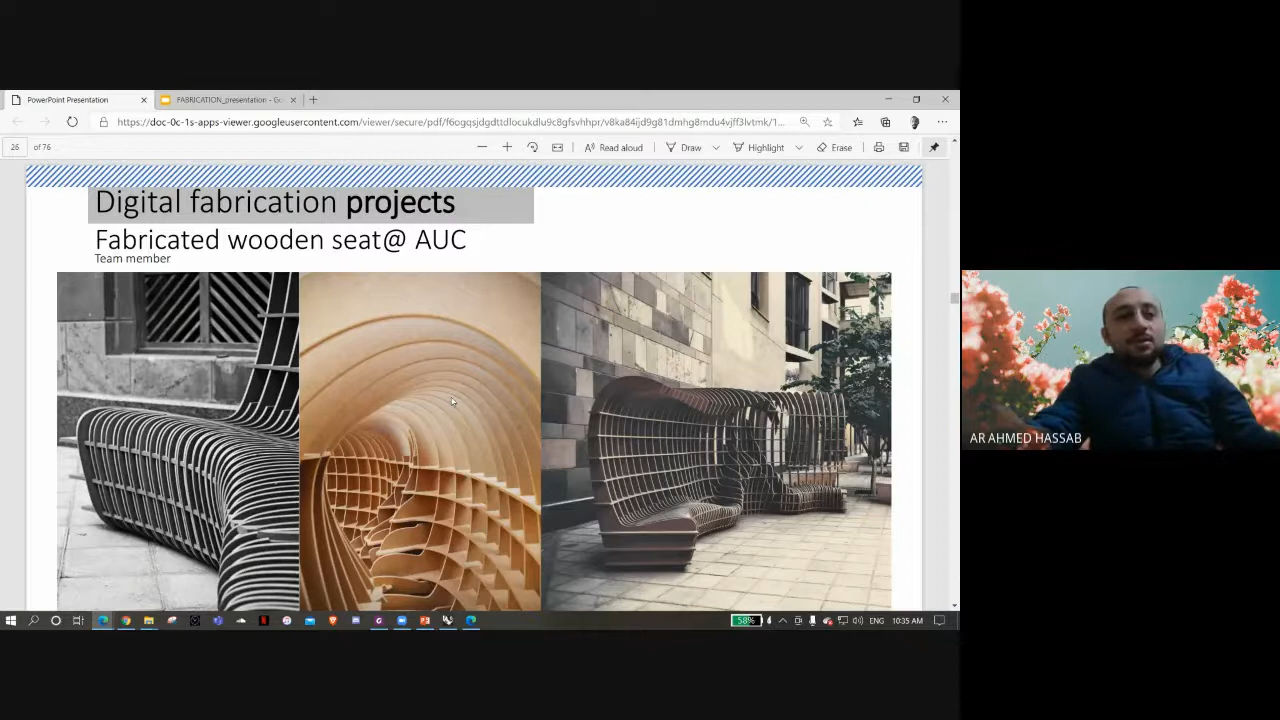 PowerPoint Presentation
FABRICATION_presentation - Go
https://doc-0c-1s-apps-viewer.googleusercontent.com/viewer/secure/pdf/
26 of 76
Read aloud
Draw
Highlight
Erase
Digital fabrication projects
Fabricated wooden seat@ AUC
Team member
AR AHMED HASSAB
58%
ENG
10:35 AM